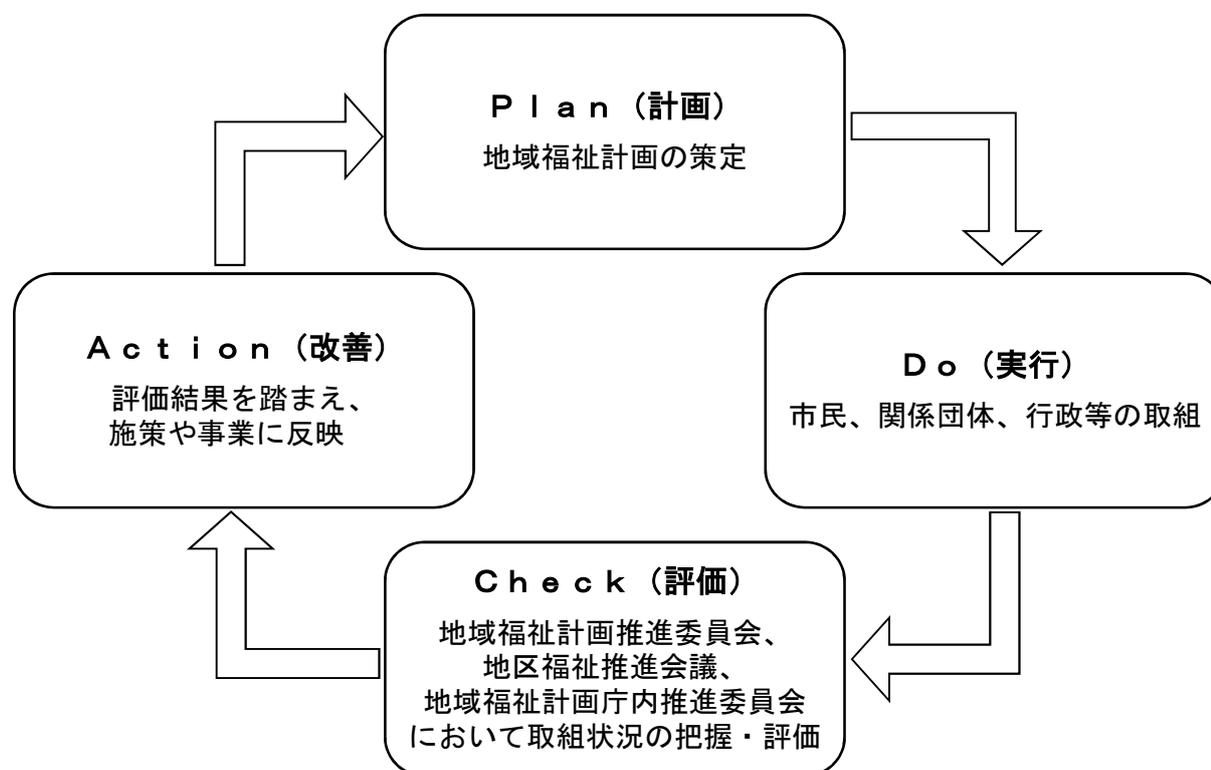 Ｐｌａｎ（計画）
地域福祉計画の策定
Ｄｏ（実行）
市民、関係団体、行政等の取組
Ｃｈｅｃｋ（評価）
地域福祉計画推進委員会、
地区福祉推進会議、
地域福祉計画庁内推進委員会
において取組状況の把握・評価
Ａｃｔｉｏｎ（改善）
評価結果を踏まえ、
施策や事業に反映